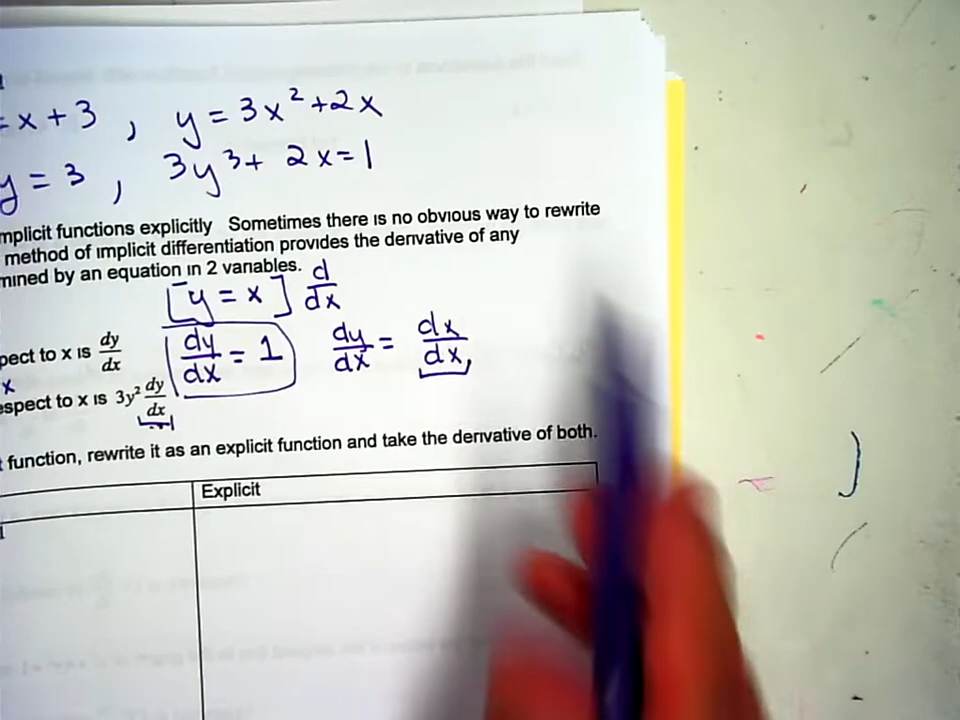 = x + 3 , y = 3x² + 2x
y = 3 , 3y³ + 2x = 1
mplicit functions explicitly Sometimes there is no obvious way to rewrite
method of implicit differentiation provides the derivative of any
mined by an equation in 2 variables.
[y = x] d/dx
dy/dx = 1 dy/dx = dx/dx
pect to x is dy/dx
x
espect to x is 3y² dy/dx
function, rewrite it as an explicit function and take the derivative of both.
Explicit